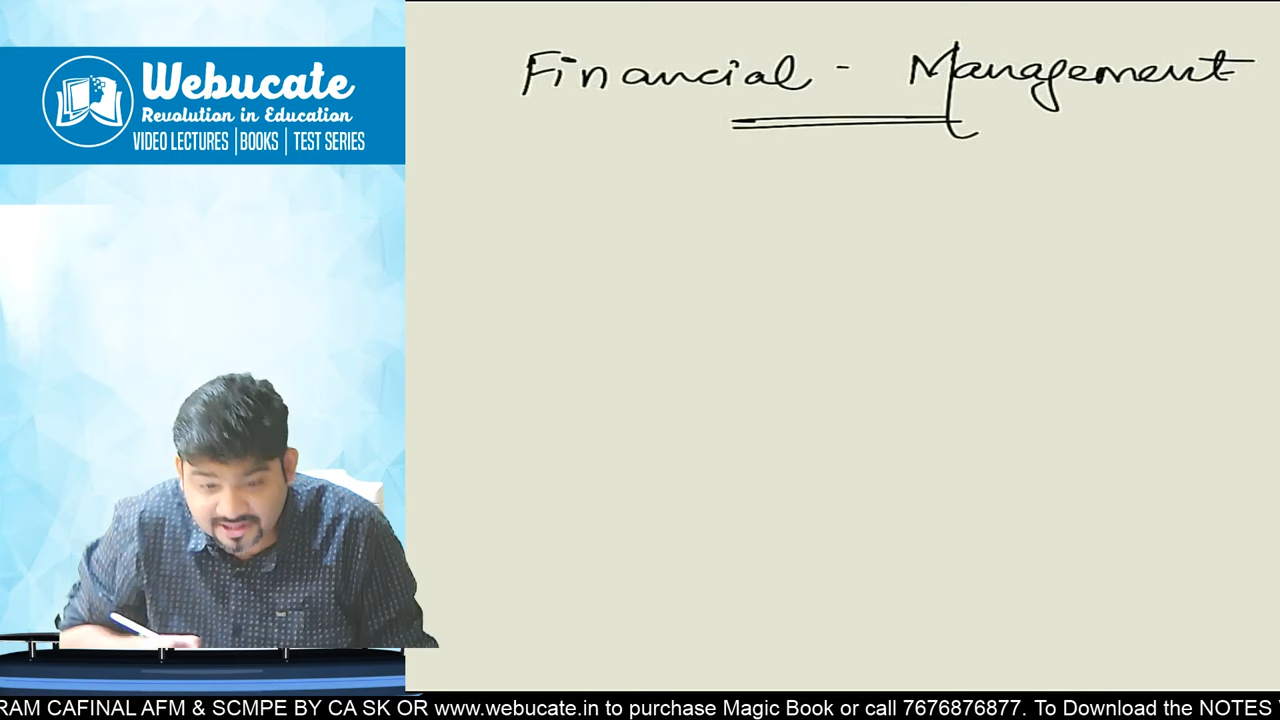 Webucate
Revolution in Education
VIDEO LECTURES | BOOKS | TEST SERIES
Financial - Management
RAM CAFINAL AFM & SCMPE BY CA SK OR www.webucate.in to purchase Magic Book or call 7676876877. To Download the NOTES